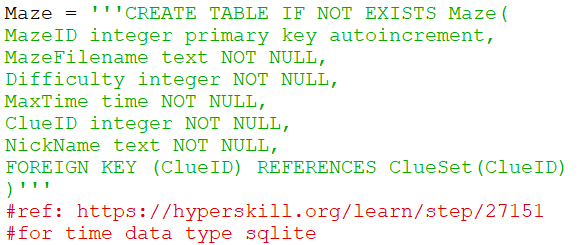 Maze = '''CREATE TABLE IF NOT EXISTS Maze(
MazeID integer primary key autoincrement,
MazeFilename text NOT NULL,
Difficulty integer NOT NULL,
MaxTime time NOT NULL,
ClueID integer NOT NULL,
NickName text NOT NULL,
FOREIGN KEY (ClueID) REFERENCES ClueSet(ClueID)
)'''
#ref: https://hyperskill.org/learn/step/27151
#for time data type sqlite